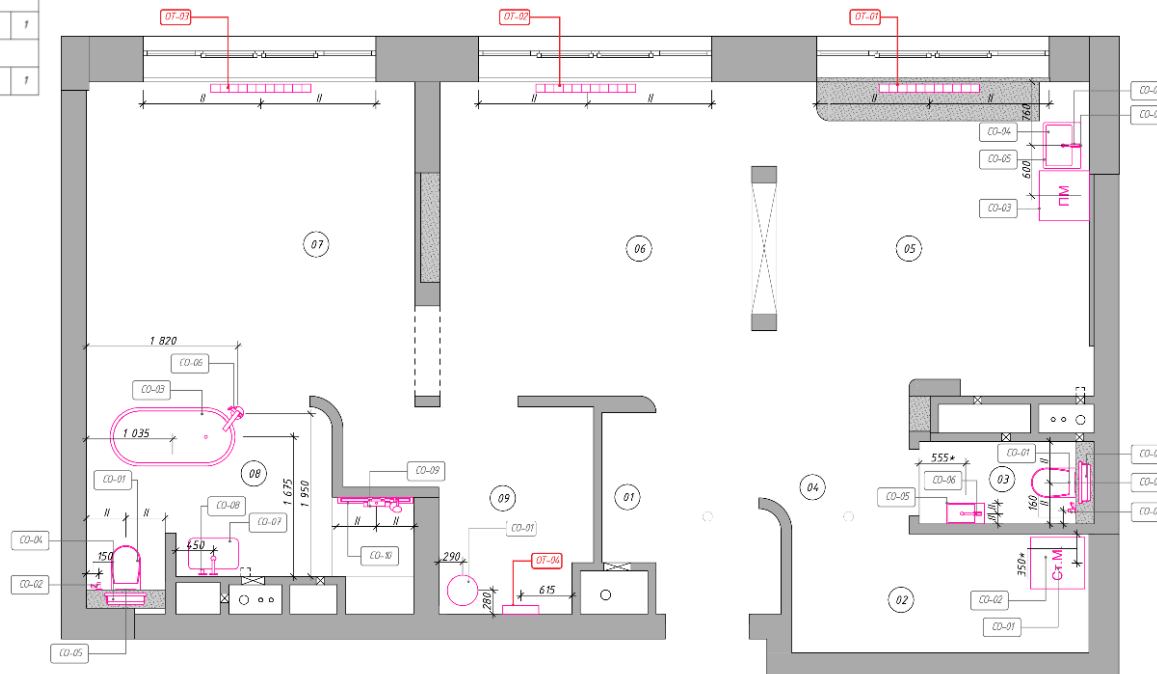 1
1
ОТ-03
ОТ-02
ОТ-01
//
//
//
//
//
//
760
600
СО-04
СО-05
СО-03
ПМ
07
06
05
1 820
СО-06
СО-03
1 035
СО-01
08
СО-08
СО-07
450
1 675
1 950
СО-09
СО-10
//
//
//
//
СО-04
150
СО-02
СО-05
09
СО-01
290
280
ОТ-04
615
01
04
555*
СО-01
СО-06
03
СО-05
160
//
//
//
//
350*
Ст.М
СО-02
СО-01
02